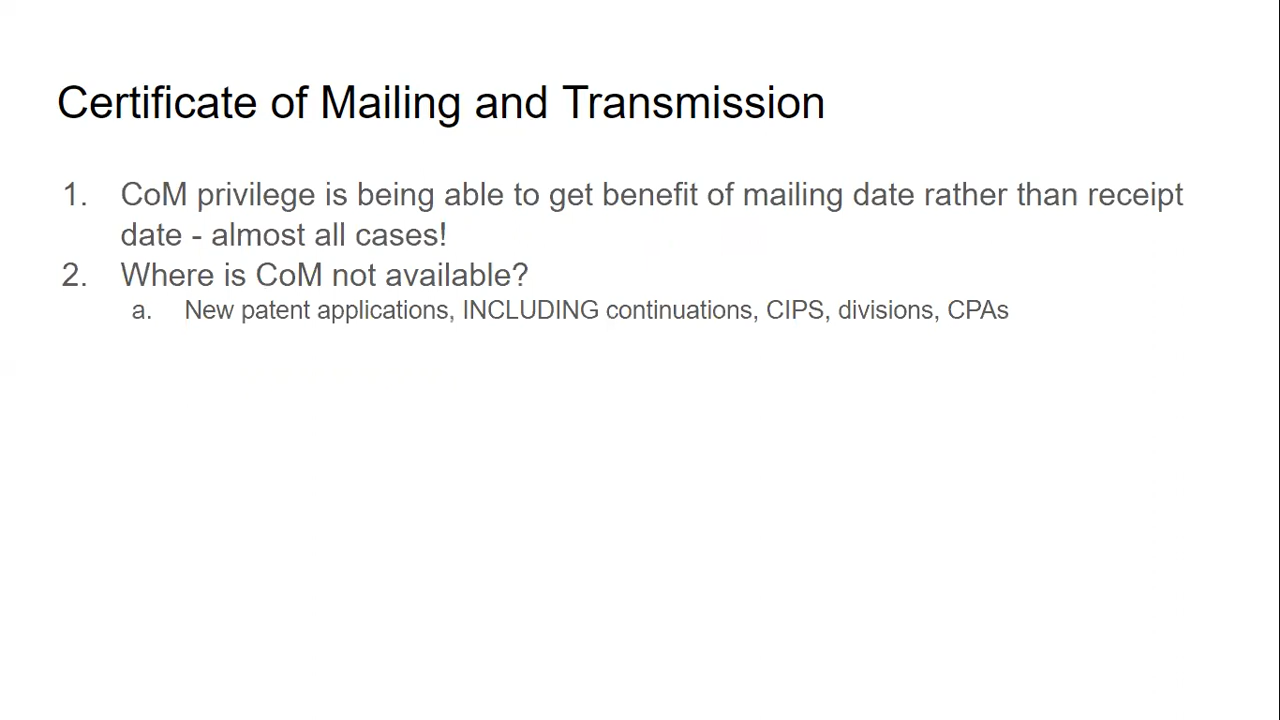 Certificate of Mailing and Transmission
1. CoM privilege is being able to get benefit of mailing date rather than receipt
date - almost all cases!
2. Where is CoM not available?
a. New patent applications, INCLUDING continuations, CIPS, divisions, CPAs